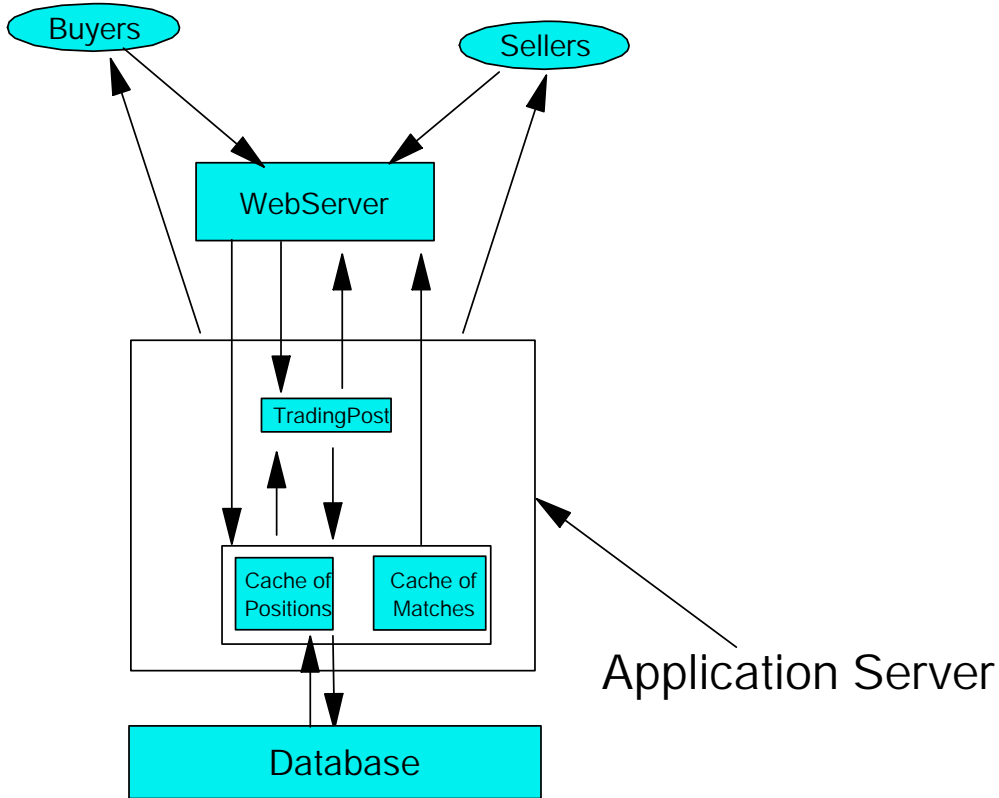 Buyers
Sellers
WebServer
TradingPost
Cache of
Positions
Cache of
Matches
Application Server
Database